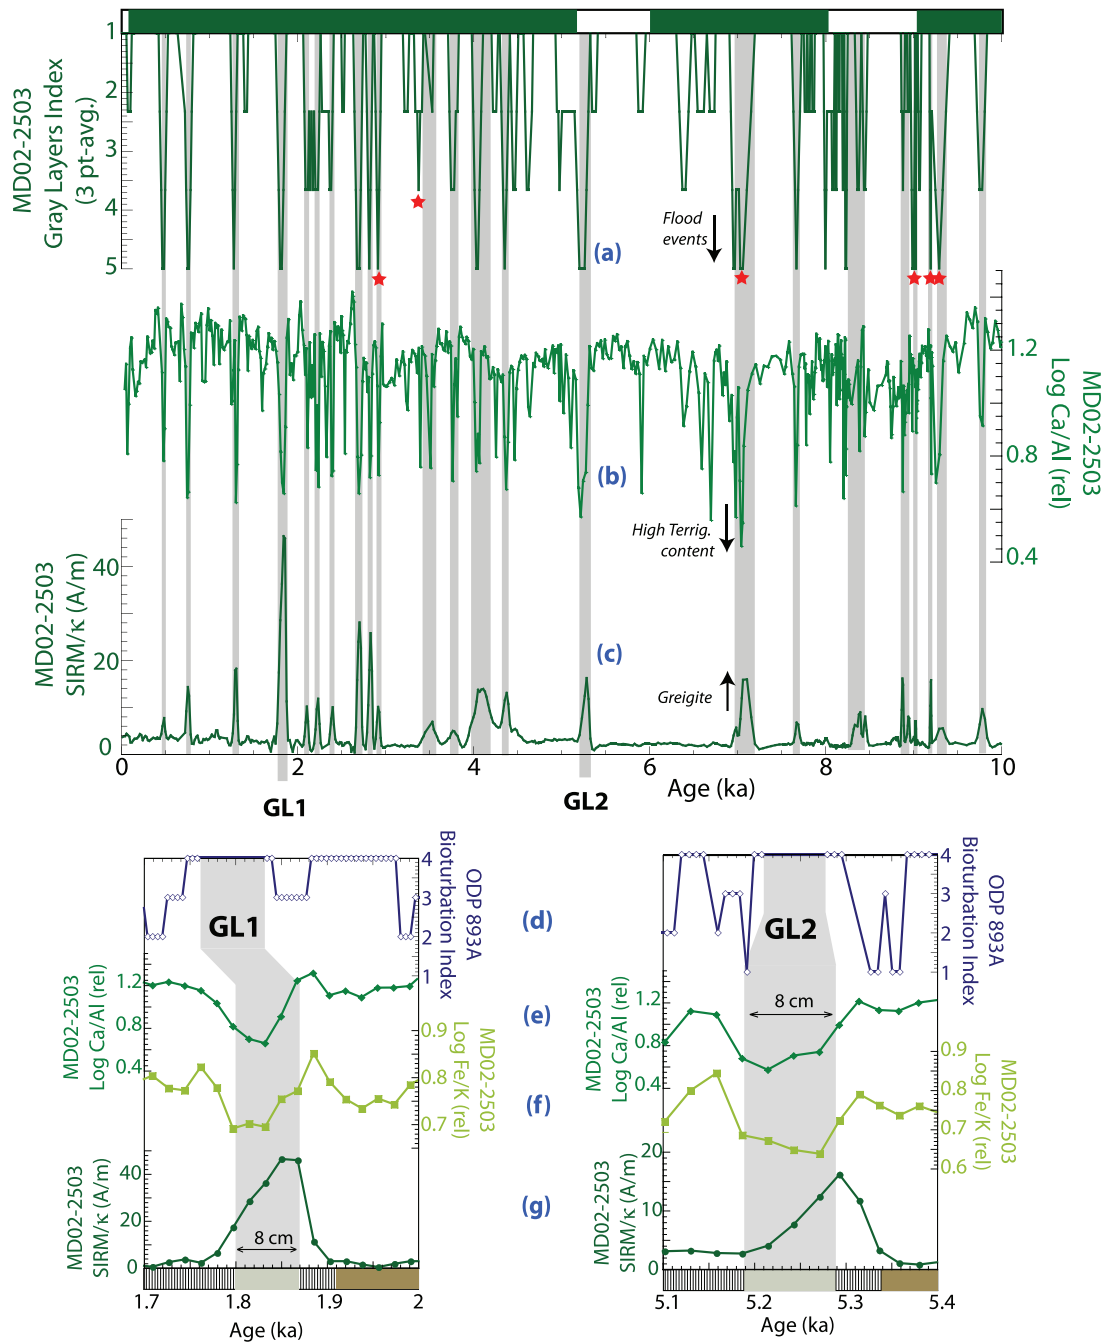 MD02-2503
Gray Layers Index
(3 pt-avg.)
1
2
3
4
5
Flood
events
(a)
MD02-2503
Log Ca/Al (rel)
1.2
0.8
0.4
(b)
High Terrig.
content
MD02-2503
SIRM/κ (A/m)
40
20
0
(c)
Greigite
0
2
4
6
8
10
Age (ka)
GL1
GL2
ODP 893A
Bioturbation Index
4
3
2
1
GL1
(d)
GL2
4
3
2
1
ODP 893A
Bioturbation Index
MD02-2503
Log Ca/Al (rel)
1.2
0.8
0.4
(e)
8 cm
MD02-2503
Log Ca/Al (rel)
1.2
0.8
0.4
0.9
0.8
0.7
MD02-2503
Log Fe/K (rel)
(f)
0.9
0.8
0.7
0.6
MD02-2503
Log Fe/K (rel)
MD02-2503
SIRM/κ (A/m)
40
20
0
8 cm
(g)
MD02-2503
SIRM/κ (A/m)
20
10
0
1.7
1.8
1.9
2
Age (ka)
5.1
5.2
5.3
5.4
Age (ka)